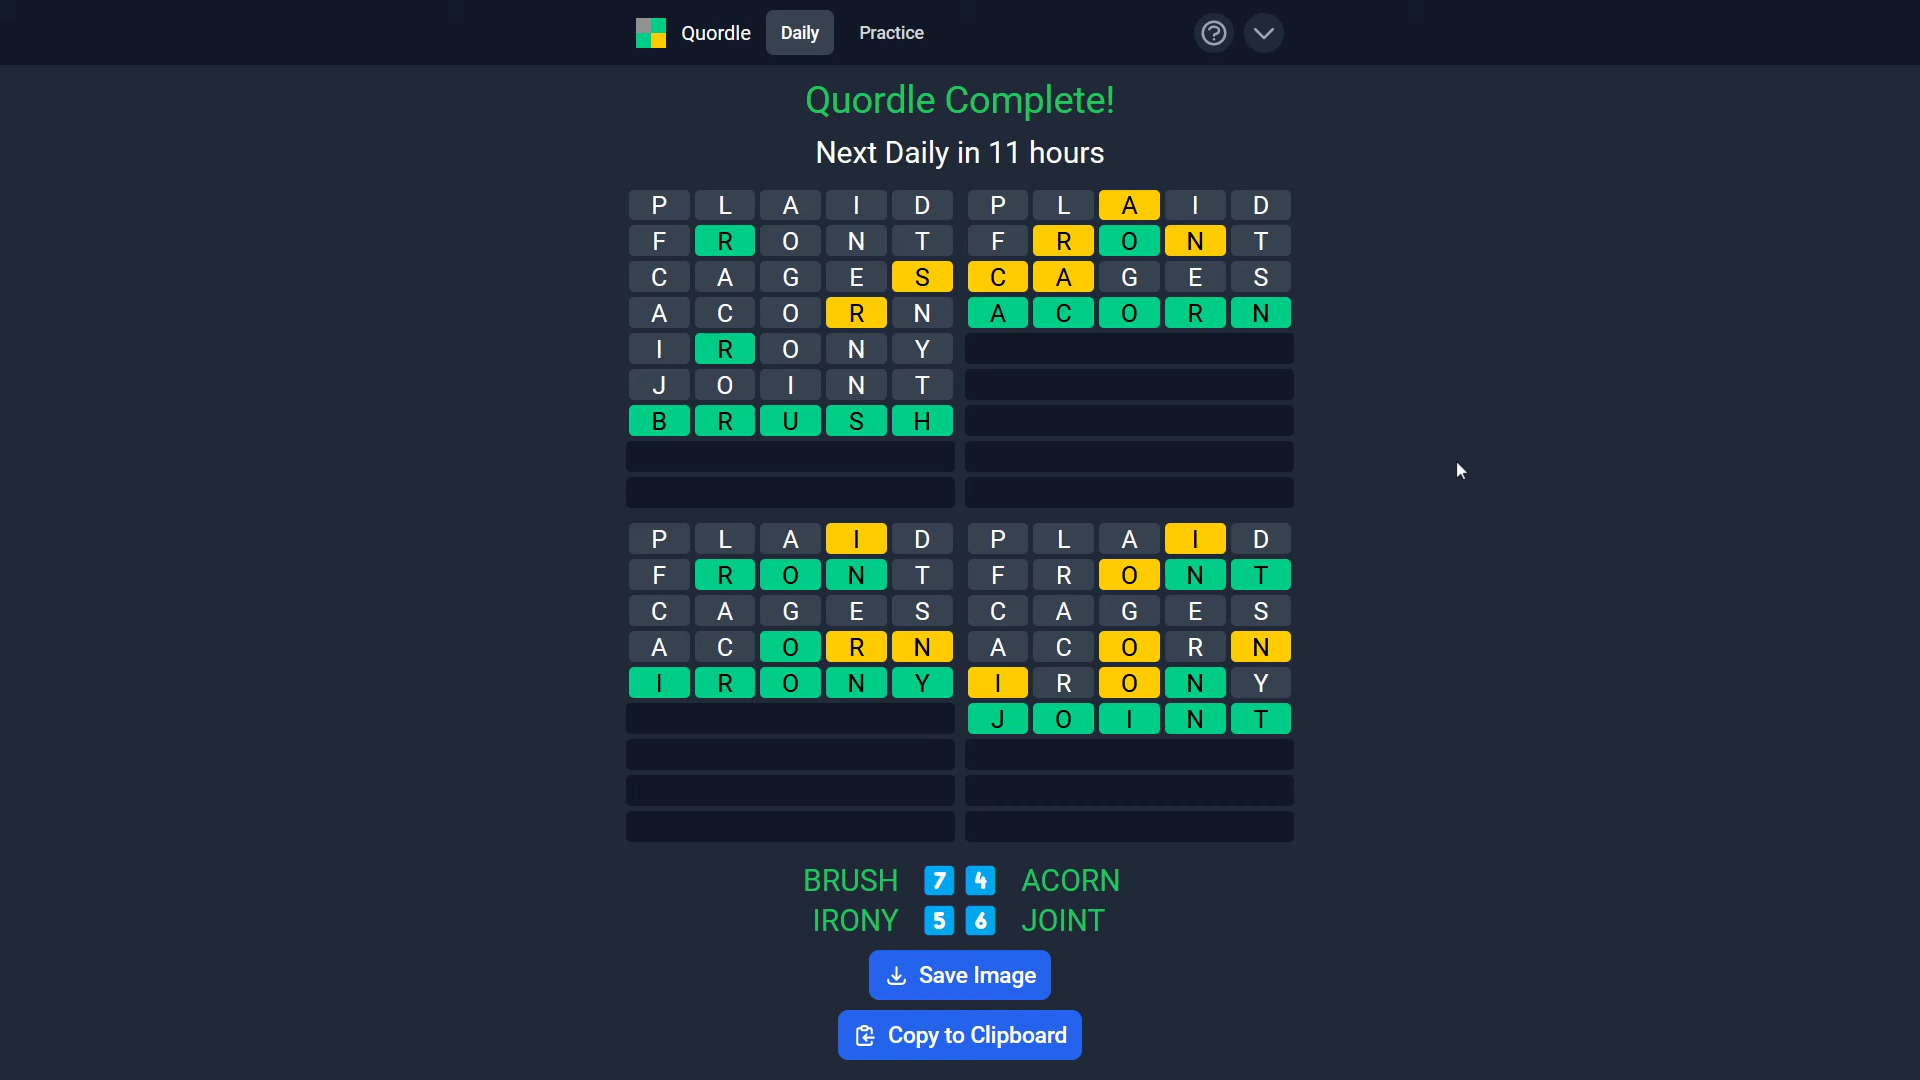 Quordle Daily Practice
Quordle Complete!
Next Daily in 11 hours
P L A I D P L A I D
F R O N T F R O N T
C A G E S C A G E S
A C O R N A C O R N
I R O N Y
J O I N T
B R U S H
P L A I D P L A I D
F R O N T F R O N T
C A G E S C A G E S
A C O R N A C O R N
I R O N Y I R O N Y
J O I N T
BRUSH 7 4 ACORN
IRONY 5 6 JOINT
Save Image
Copy to Clipboard